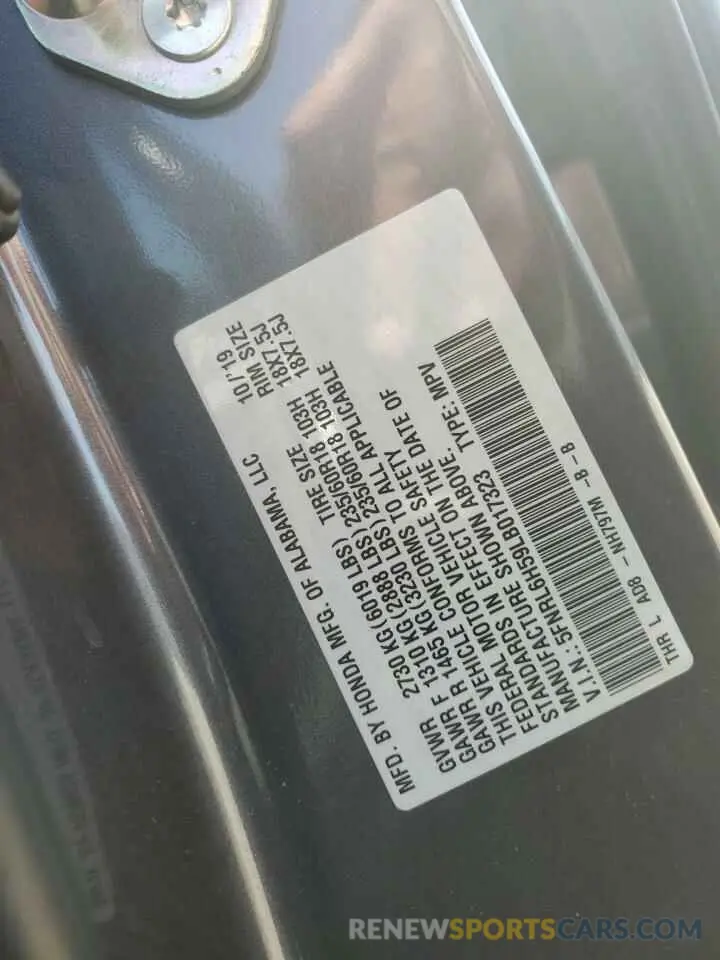 MFD. BY HONDA MFG. OF ALABAMA, LLC 10/'19
GVWR 2730 KG(6019 LBS) TIRE SIZE RIM SIZE
GAWR F 1310 KG(2888 LBS) 235/60R18 103H 18X7.5J
GAWR R 1465 KG(3230 LBS) 235/60R18 103H 18X7.5J
THIS VEHICLE CONFORMS TO ALL APPLICABLE
FEDERAL MOTOR VEHICLE SAFETY
STANDARDS IN EFFECT ON THE DATE OF
MANUFACTURE SHOWN ABOVE.
V.I.N.: 5FNRL6H59LB017323 TYPE: MPV
THR L AD8 - NH797M -B-B
RENEWSPORTSCARS.COM